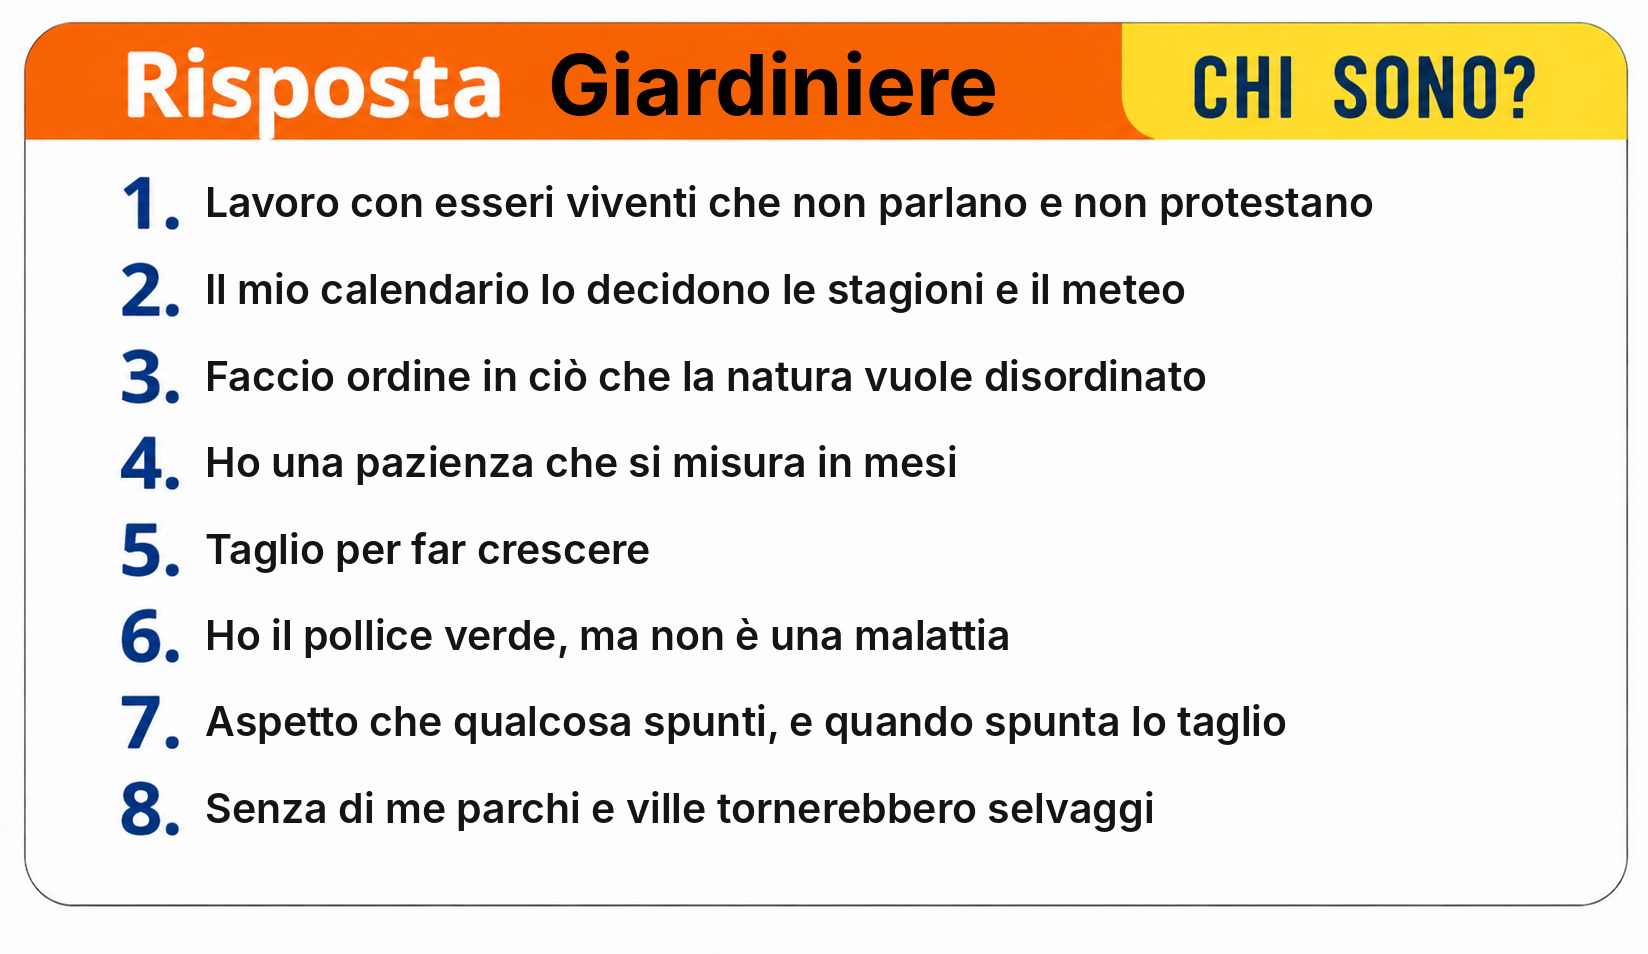 Risposta Giardiniere CHI SONO?
1. Lavoro con esseri viventi che non parlano e non protestano
2. Il mio calendario lo decidono le stagioni e il meteo
3. Faccio ordine in ciò che la natura vuole disordinato
4. Ho una pazienza che si misura in mesi
5. Taglio per far crescere
6. Ho il pollice verde, ma non è una malattia
7. Aspetto che qualcosa spunti, e quando spunta lo taglio
8. Senza di me parchi e ville tornerebbero selvaggi